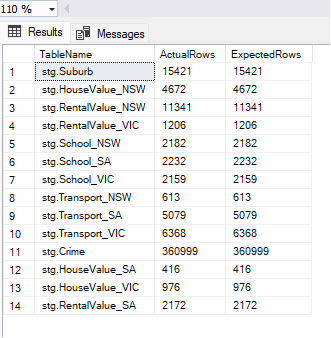 110 %
Results Messages
TableName ActualRows ExpectedRows
1 stg.Suburb 15421 15421
2 stg.HouseValue_NSW 4672 4672
3 stg.RentalValue_NSW 11341 11341
4 stg.RentalValue_VIC 1206 1206
5 stg.School_NSW 2182 2182
6 stg.School_SA 2232 2232
7 stg.School_VIC 2159 2159
8 stg.Transport_NSW 613 613
9 stg.Transport_SA 5079 5079
10 stg.Transport_VIC 6368 6368
11 stg.Crime 360999 360999
12 stg.HouseValue_SA 416 416
13 stg.HouseValue_VIC 976 976
14 stg.RentalValue_SA 2172 2172